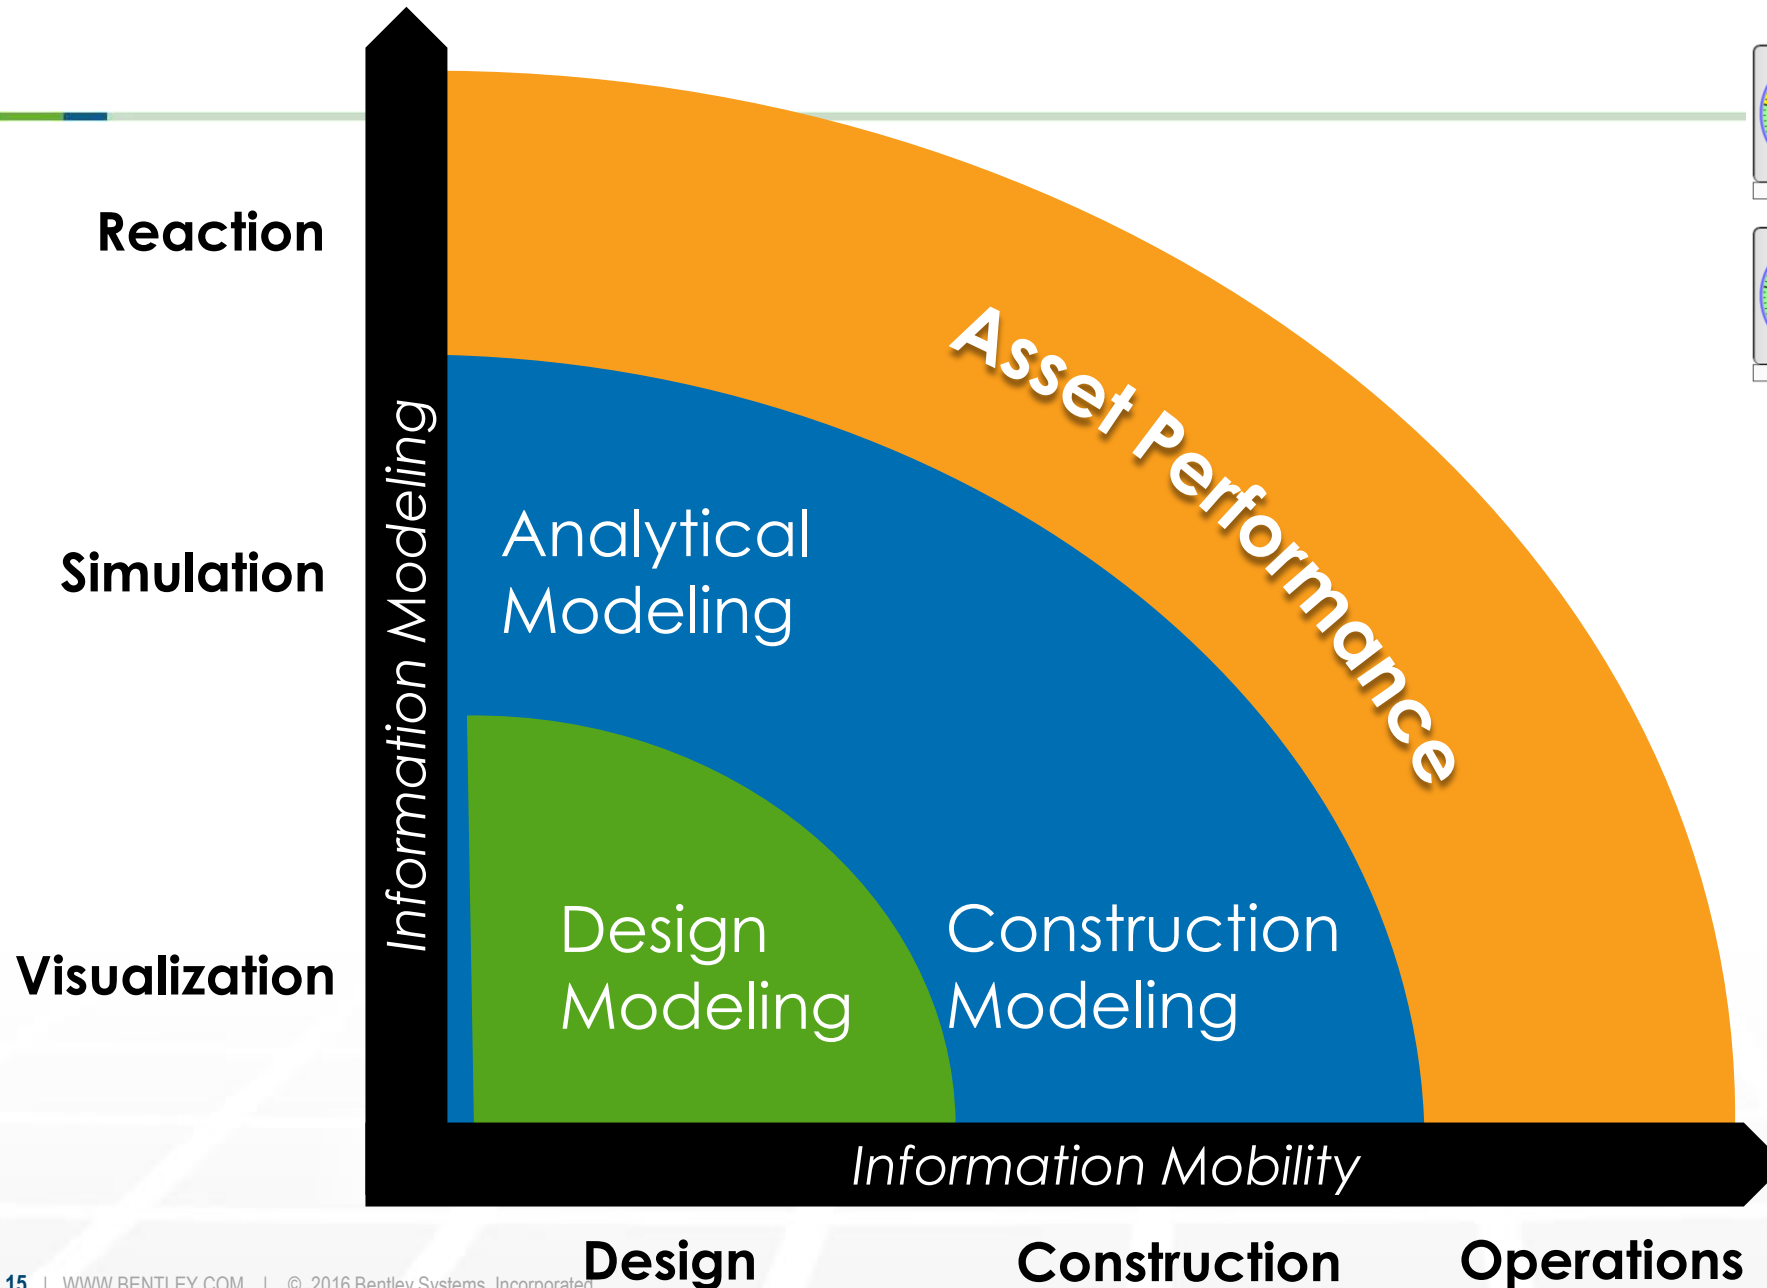 Reaction
Asset Performance
Information Modeling
Simulation
Analytical
Modeling
Visualization
Design
Modeling
Construction
Modeling
Information Mobility
Design
Construction
Operations
15 | WWW.BENTLEY.COM | © 2016 Bentley Systems, Incorporated